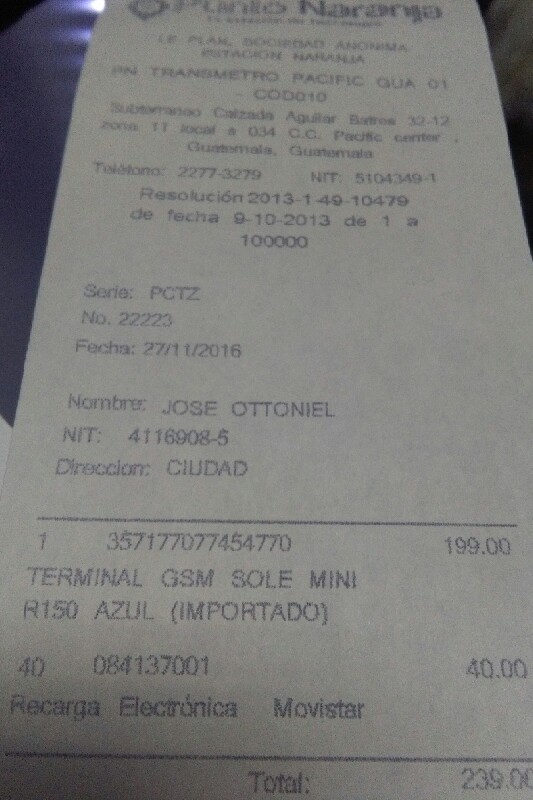 Punto Naranja
LE PLAN, SOCIEDAD ANONIMA
ESTACION NARANJA
PN TRANSMETRO PACIFIC GUA 01
- COD010
Subterraneo Calzada Aguilar Batres 32-12
zona 11 local a 034 C.C. Pacific center ,
Guatemala, Guatemala
Teléfono: 2277-3279 NIT: 5104349-1
Resolución 2013-1-49-10479
de fecha 9-10-2013 de 1 a
100000
Serie: PCTZ
No. 22223
Fecha: 27/11/2016
Nombre: JOSE OTTONIEL
NIT: 4116908-5
Direccion: CIUDAD
1 357177077454770 199.00
TERMINAL GSM SOLE MINI
R150 AZUL (IMPORTADO)
40 084137001 40.00
Recarga Electrónica Movistar
Total: 239.00